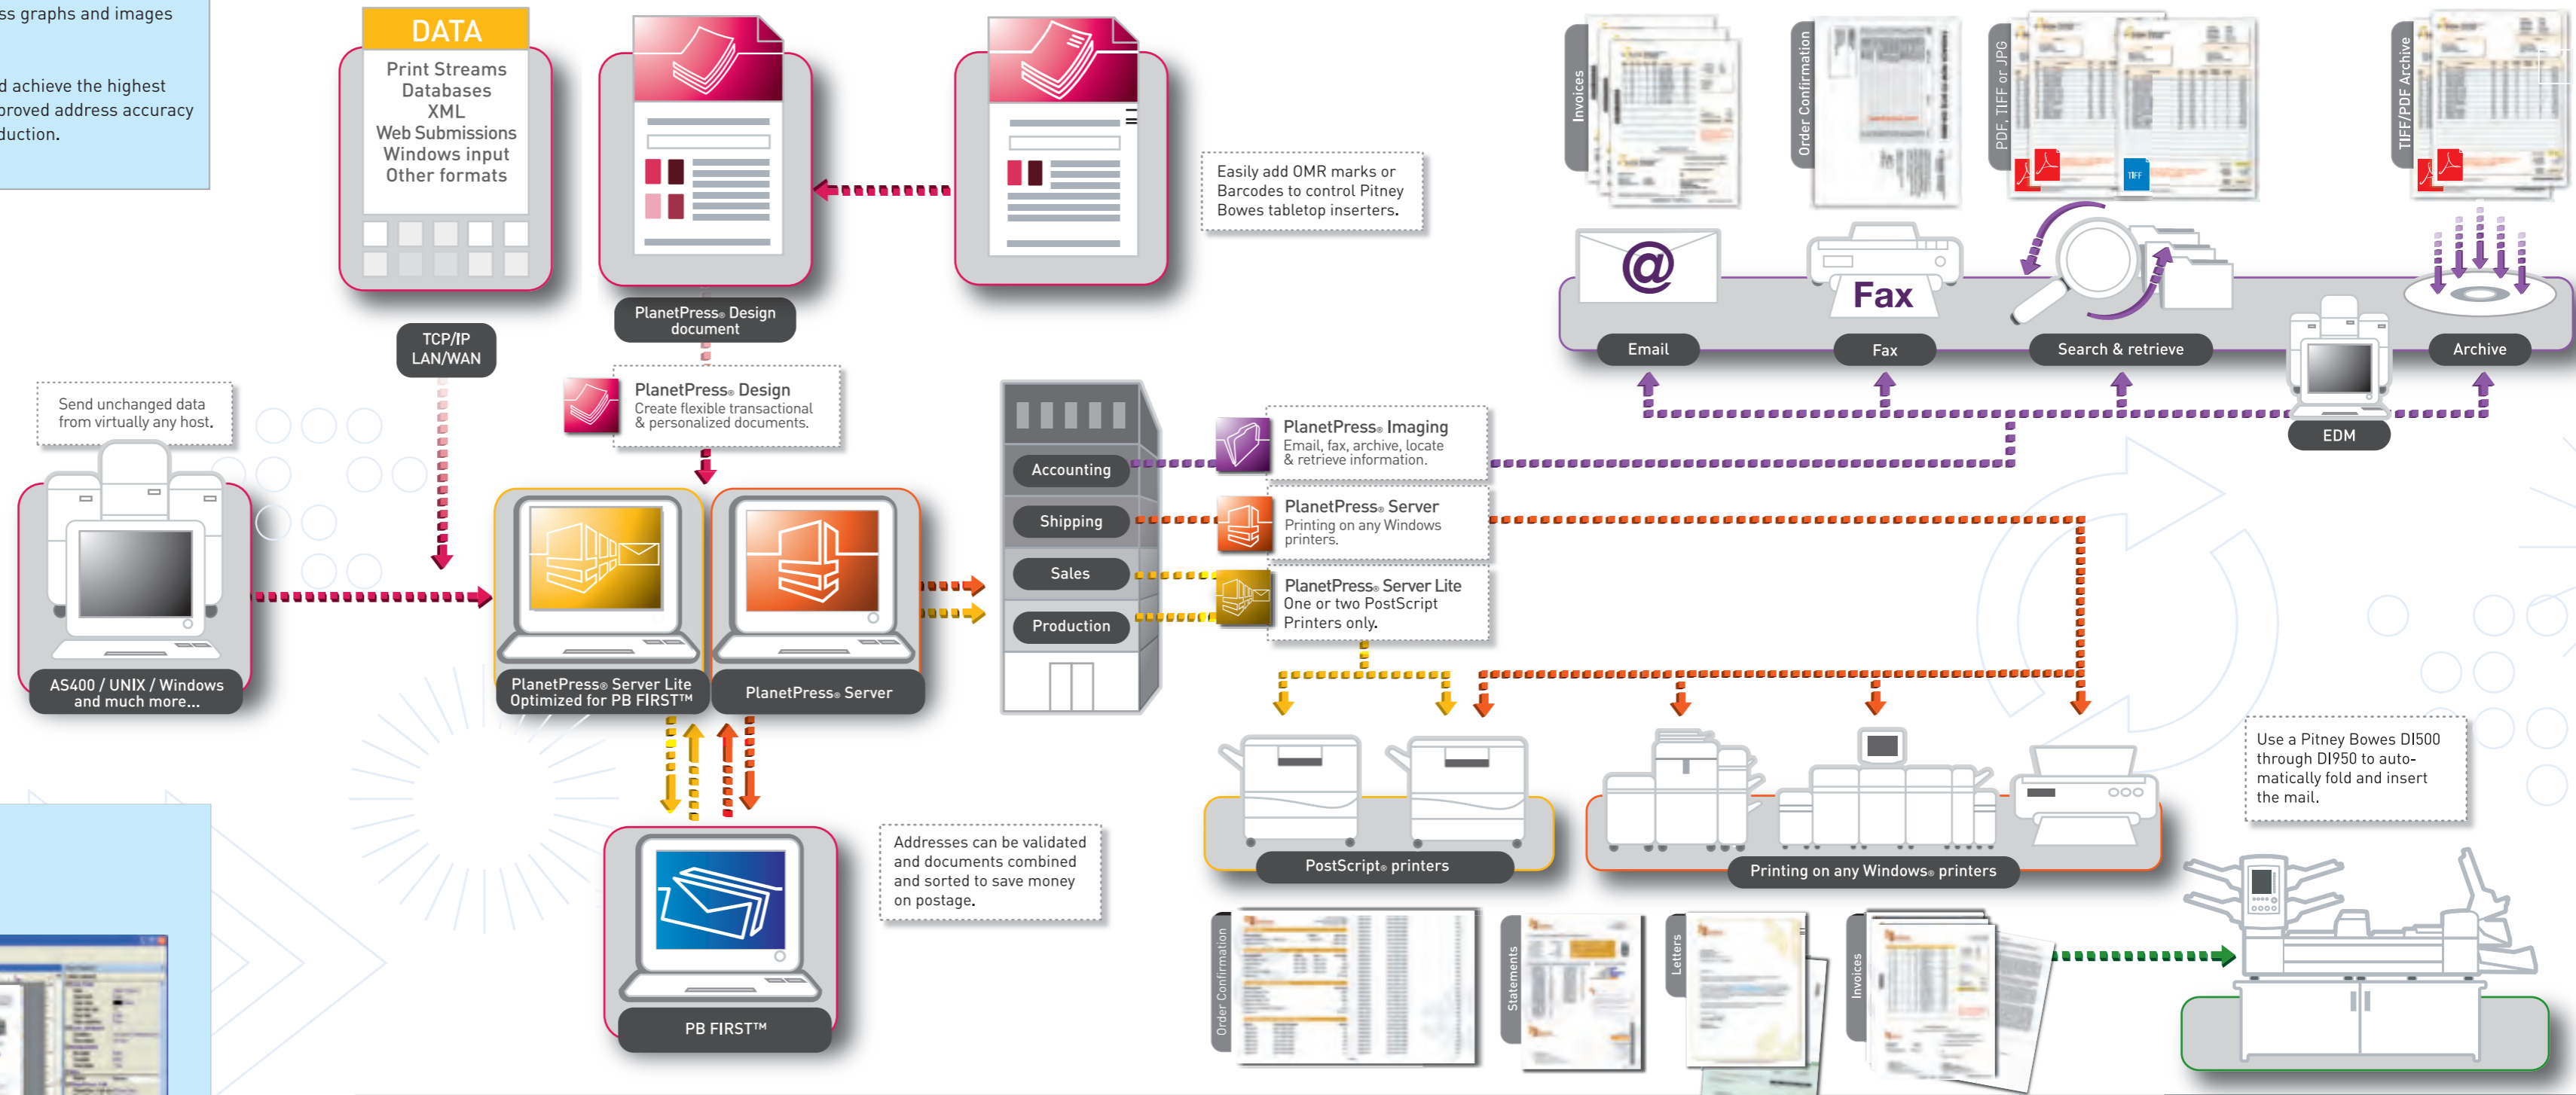 ss graphs and images
d achieve the highest
proved address accuracy
duction.
DATA
Print Streams
Databases
XML
Web Submissions
Windows input
Other formats
TCP/IP
LAN/WAN
PlanetPress® Design
document
Easily add OMR marks or
Barcodes to control Pitney
Bowes tabletop inserters.
PlanetPress® Design
Create flexible transactional
& personalized documents.
Send unchanged data
from virtually any host.
AS400 / UNIX / Windows
and much more...
PlanetPress® Server Lite
Optimized for PB FIRST™
PlanetPress® Server
PB FIRST™
Addresses can be validated
and documents combined
and sorted to save money
on postage.
Accounting
Shipping
Sales
Production
PlanetPress® Imaging
Email, fax, archive, locate
& retrieve information.
PlanetPress® Server
Printing on any Windows
printers.
PlanetPress® Server Lite
One or two PostScript
Printers only.
Invoices
Order Confirmation
PDF, TIFF or JPG
TIFF
TIFF/PDF Archive
@
Fax
Email
Fax
Search & retrieve
Archive
EDM
PostScript® printers
Printing on any Windows® printers
Use a Pitney Bowes DI500
through DI950 to auto-
matically fold and insert
the mail.
Order Confirmation
Statements
Letters
Invoices